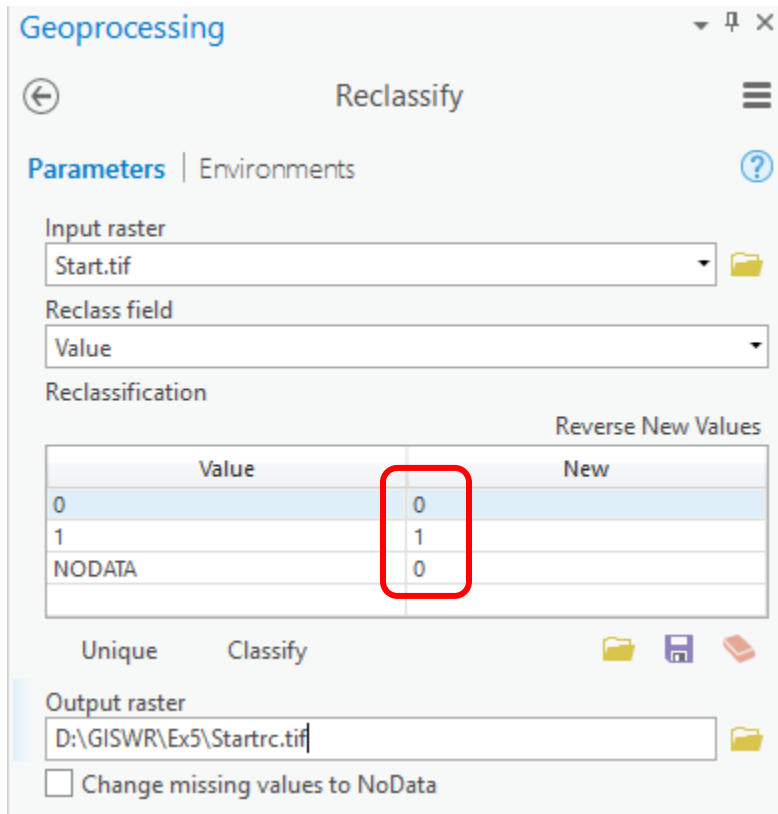 Geoprocessing
Reclassify
Parameters | Environments
?
Input raster
Start.tif
Reclass field
Value
Reclassification
Reverse New Values
Value New
0 0
1 1
NODATA 0
Unique Classify
Output raster
D:\GISWR\Ex5\Startrc.tif
Change missing values to NoData